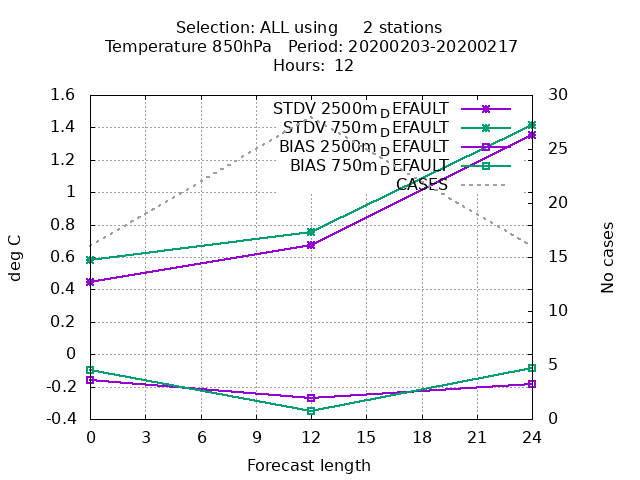 Selection: ALL using 2 stations
Temperature 850hPa Period: 20200203-20200217
Hours: 12
STDV 2500m_DEFAULT
STDV 750m_DEFAULT
BIAS 2500m_DEFAULT
BIAS 750m_DEFAULT
CASES
1.6
1.4
1.2
1
0.8
0.6
0.4
0.2
0
-0.2
-0.4
deg C
30
25
20
15
10
5
0
No cases
0 3 6 9 12 15 18 21 24
Forecast length